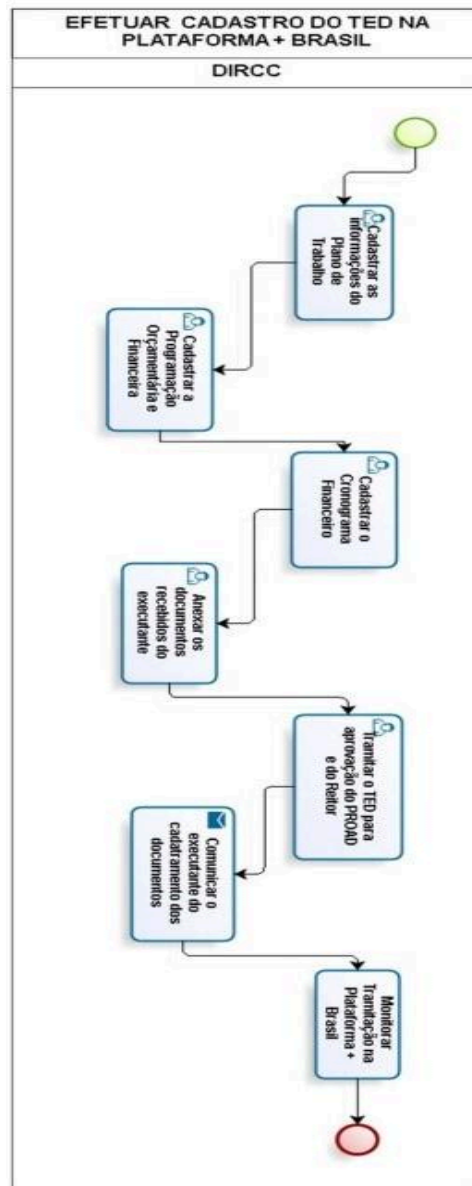 EFETUAR CADASTRO DO TED NA
PLATAFORMA + BRASIL
DIRCC
Cadastrar as
informações do
Plano de
Trabalho
Cadastrar a
Programação
Orçamentária e
Financeira
Cadastrar o
Cronograma
Financeiro
Anexar os
documentos
recebidos do
executante
Tramitar o TED para
aprovação do PROAD
e do Reitor
Comunicar o
executante do
cadatramento dos
documentos
Monitorar
Tramitação na
Plataforma +
Brasil